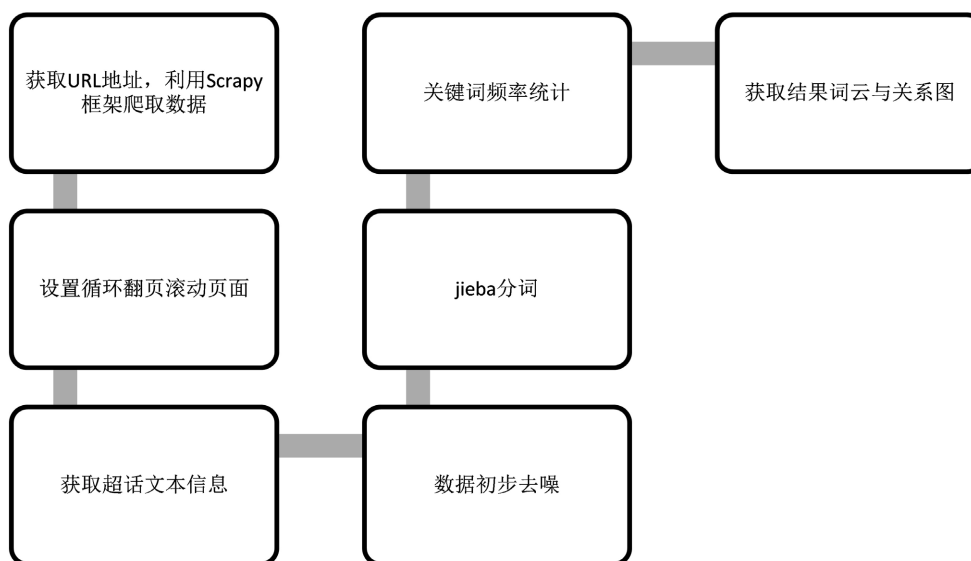 获取URL地址，利用Scrapy
框架爬取数据
设置循环翻页滚动页面
获取超话文本信息
数据初步去噪
jieba分词
关键词频率统计
获取结果词云与关系图